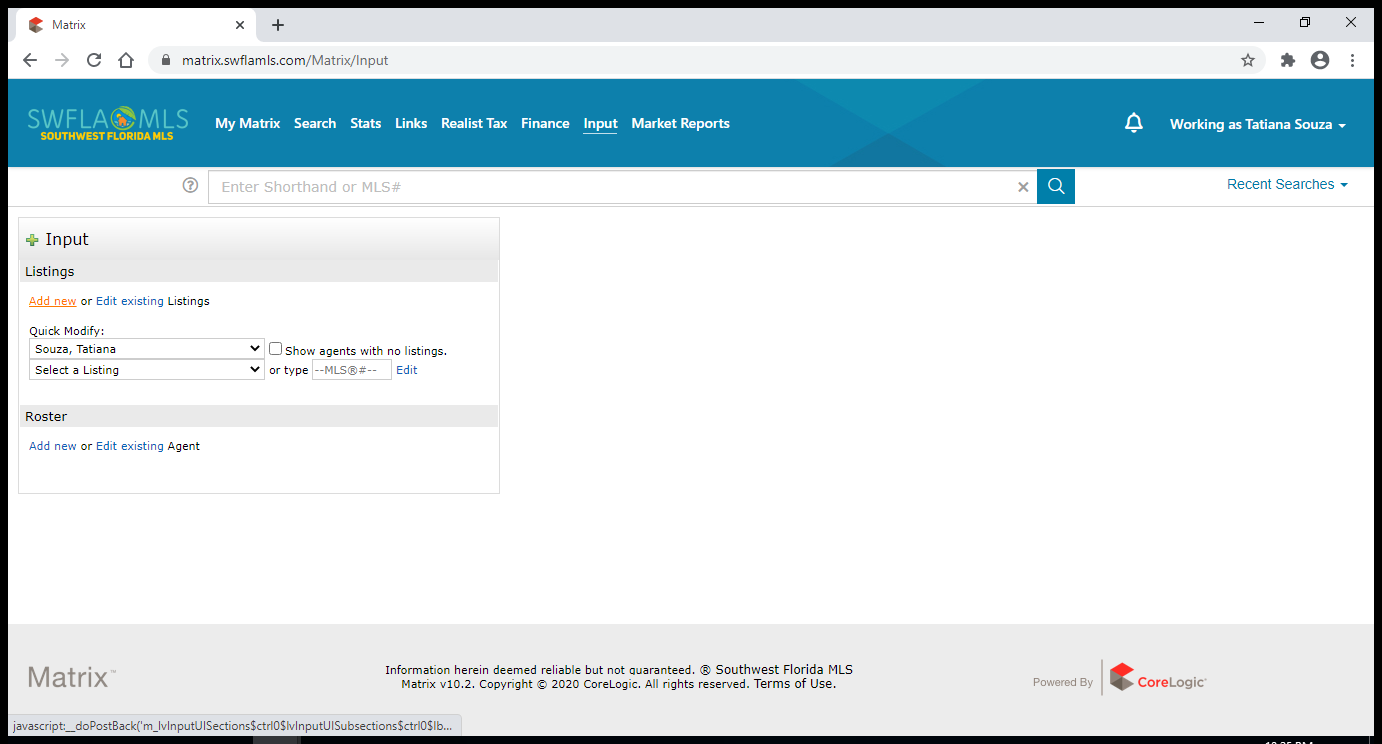 Matrix
matrix.swflamls.com/Matrix/Input
SWFLA MLS
SOUTHWEST FLORIDA MLS
My Matrix Search Stats Links Realist Tax Finance Input Market Reports
Working as Tatiana Souza
? Enter Shorthand or MLS#
Recent Searches
Input
Listings
Add new or Edit existing Listings
Quick Modify:
Souza, Tatiana Show agents with no listings.
Select a Listing or type --MLS®#-- Edit
Roster
Add new or Edit existing Agent
Matrix™
Information herein deemed reliable but not guaranteed. ® Southwest Florida MLS
Matrix v10.2. Copyright © 2020 CoreLogic. All rights reserved. Terms of Use.
Powered By CoreLogic®
javascript:__doPostBack('m_lvInputUISections$ctrl0$lvInputUISubsections$ctrl0$lb...